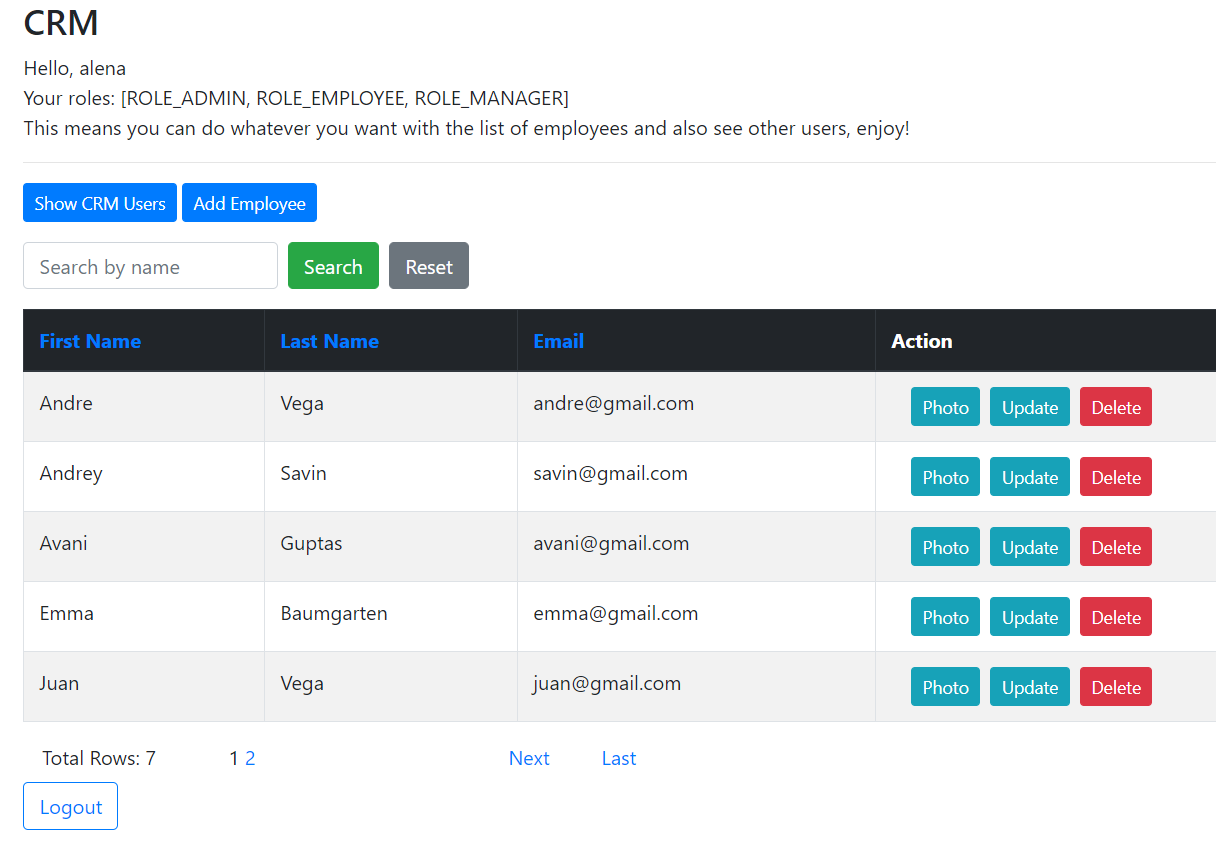 CRM
Hello, alena
Your roles: [ROLE_ADMIN, ROLE_EMPLOYEE, ROLE_MANAGER]
This means you can do whatever you want with the list of employees and also see other users, enjoy!
Show CRM Users Add Employee
Search by name Search Reset
First Name Last Name Email Action
Andre Vega andre@gmail.com Photo Update Delete
Andrey Savin savin@gmail.com Photo Update Delete
Avani Guptas avani@gmail.com Photo Update Delete
Emma Baumgarten emma@gmail.com Photo Update Delete
Juan Vega juan@gmail.com Photo Update Delete
Total Rows: 7 1 2 Next Last
Logout